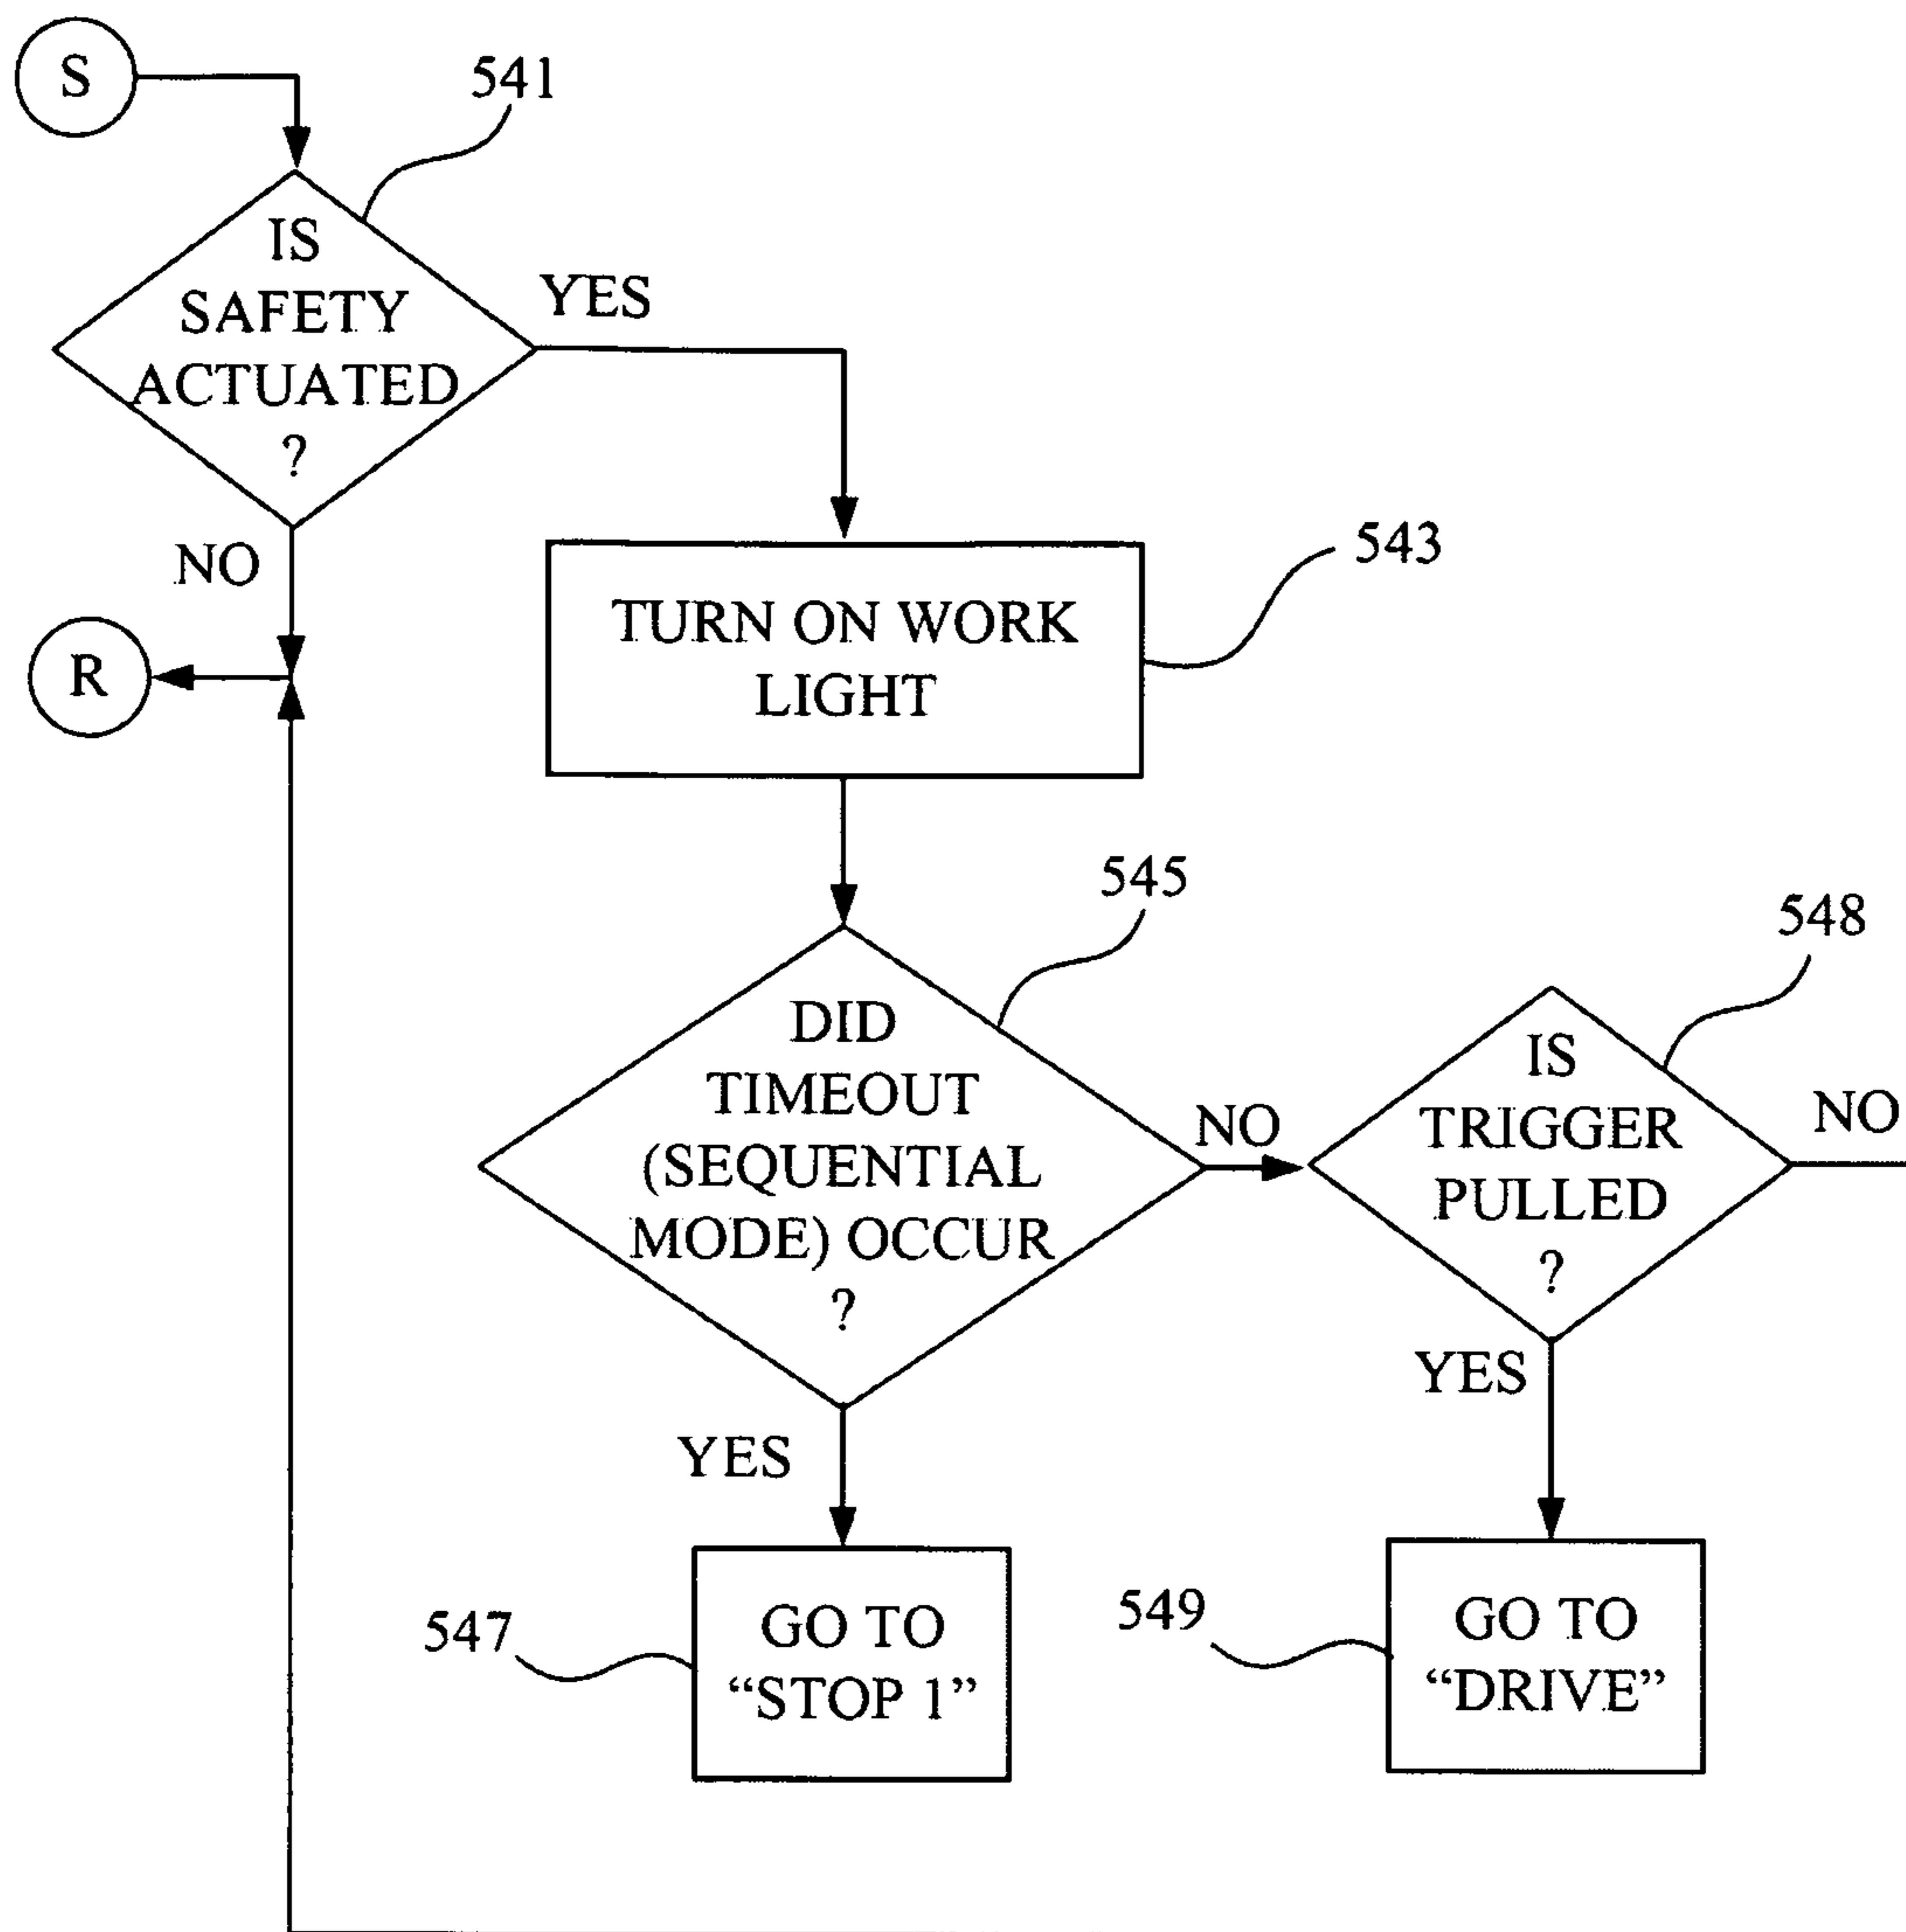 S
541
IS
SAFETY
ACTUATED
?
YES
NO
R
TURN ON WORK
LIGHT
543
545
DID
TIMEOUT
(SEQUENTIAL
MODE) OCCUR
?
NO
548
IS
TRIGGER
PULLED
?
NO
YES
YES
547
GO TO
“STOP 1”
549
GO TO
“DRIVE”